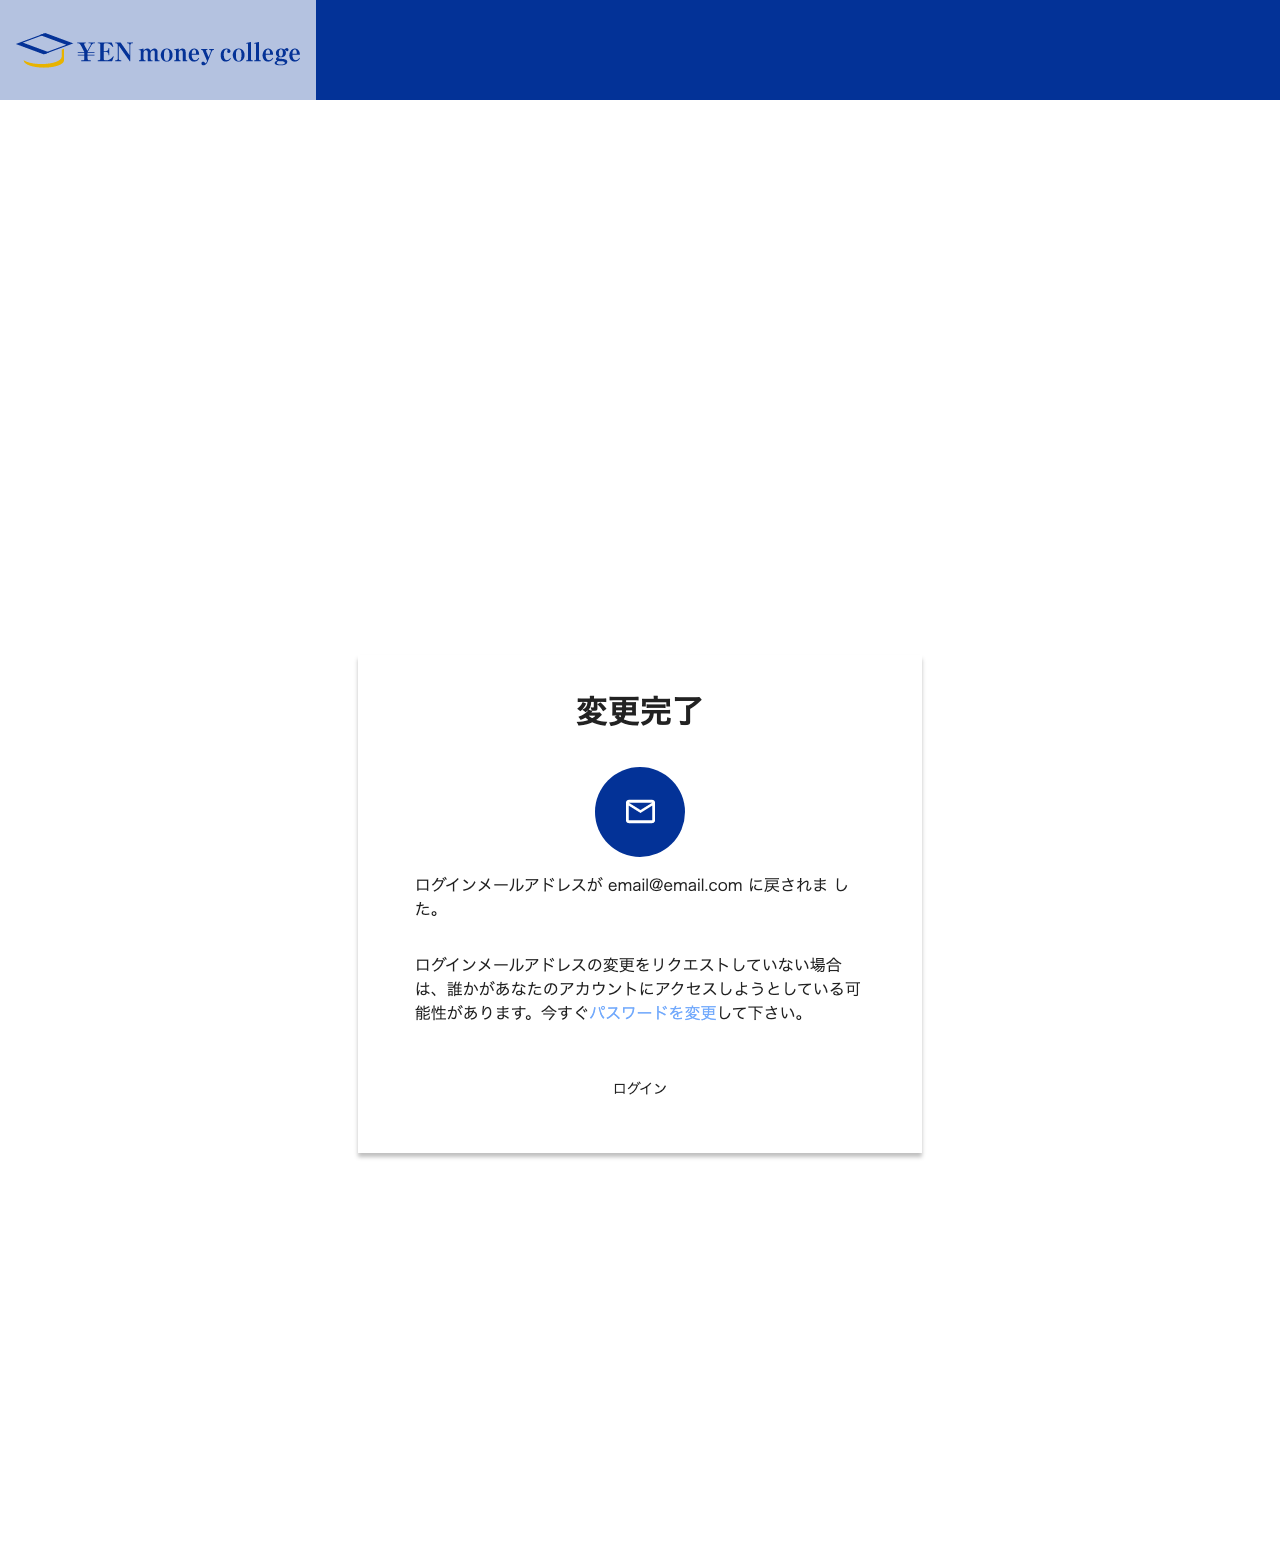 ¥EN money college
変更完了
ログインメールアドレスが email@email.com に戻されま し
た。
ログインメールアドレスの変更をリクエストしていない場合
は、誰かがあなたのアカウントにアクセスしようとしている可
能性があります。今すぐパスワードを変更して下さい。
ログイン